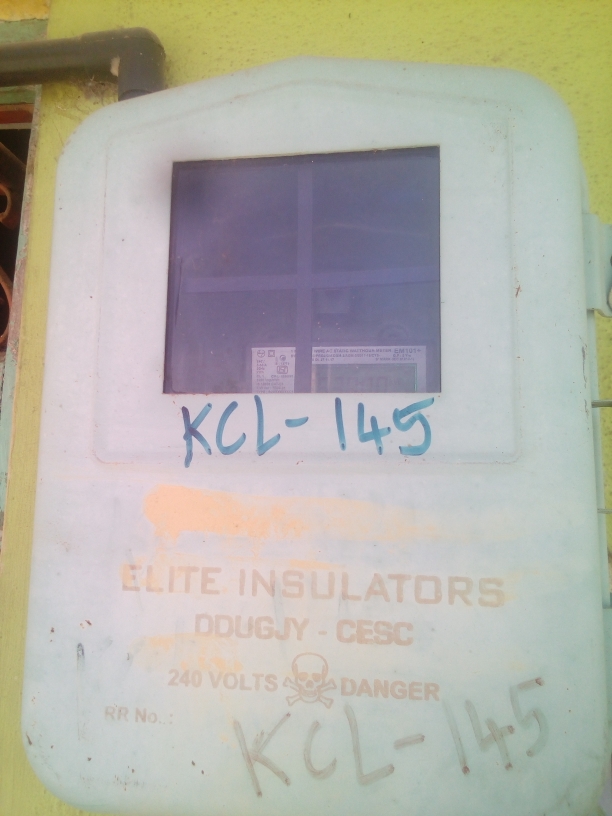 KCL-145
ELITE INSULATORS
DDUGJY - CESC
240 VOLTS DANGER
RR No..:
KCL-145